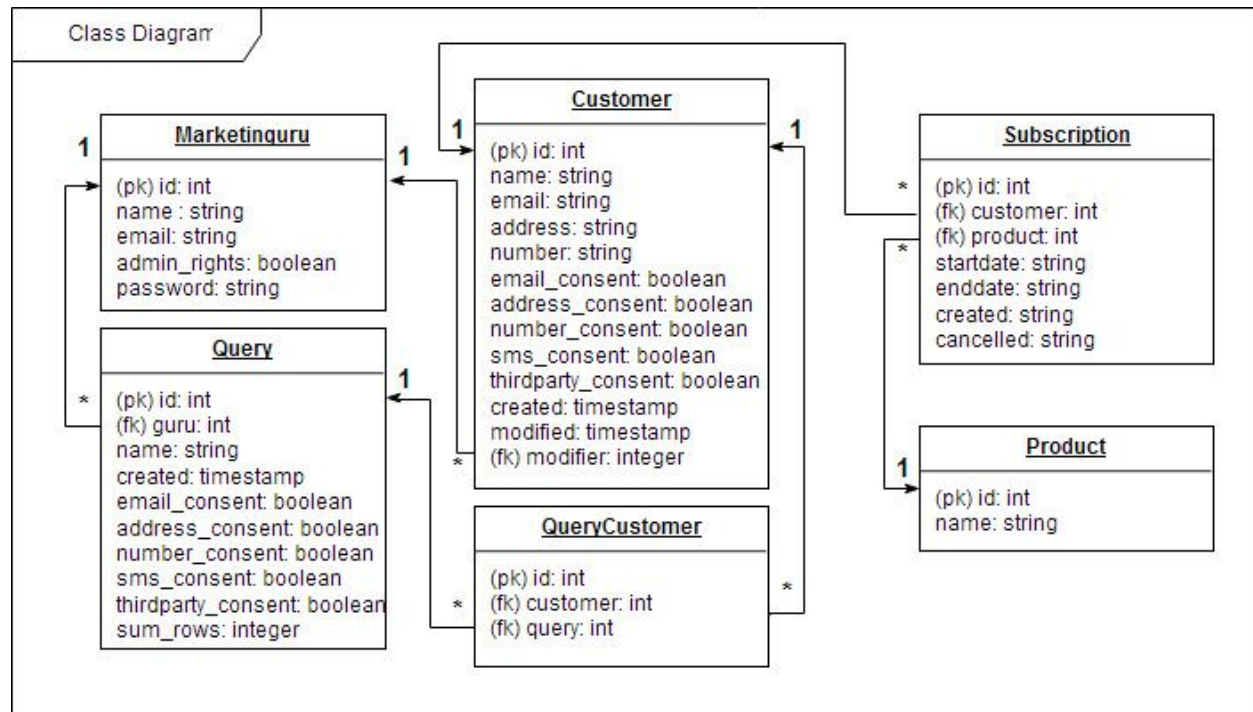 Class Diagram
Marketinguru
(pk) id: int
name : string
email: string
admin_rights: boolean
password: string
1
1
Query
(pk) id: int
(fk) guru: int
name: string
created: timestamp
email_consent: boolean
address_consent: boolean
number_consent: boolean
sms_consent: boolean
thirdparty_consent: boolean
sum_rows: integer
*
1
Customer
(pk) id: int
name: string
email: string
address: string
number: string
email_consent: boolean
address_consent: boolean
number_consent: boolean
sms_consent: boolean
thirdparty_consent: boolean
created: timestamp
modified: timestamp
(fk) modifier: integer
1
1
*
QueryCustomer
(pk) id: int
(fk) customer: int
(fk) query: int
*
*
Subscription
(pk) id: int
(fk) customer: int
(fk) product: int
startdate: string
enddate: string
created: string
cancelled: string
*
*
Product
(pk) id: int
name: string
1